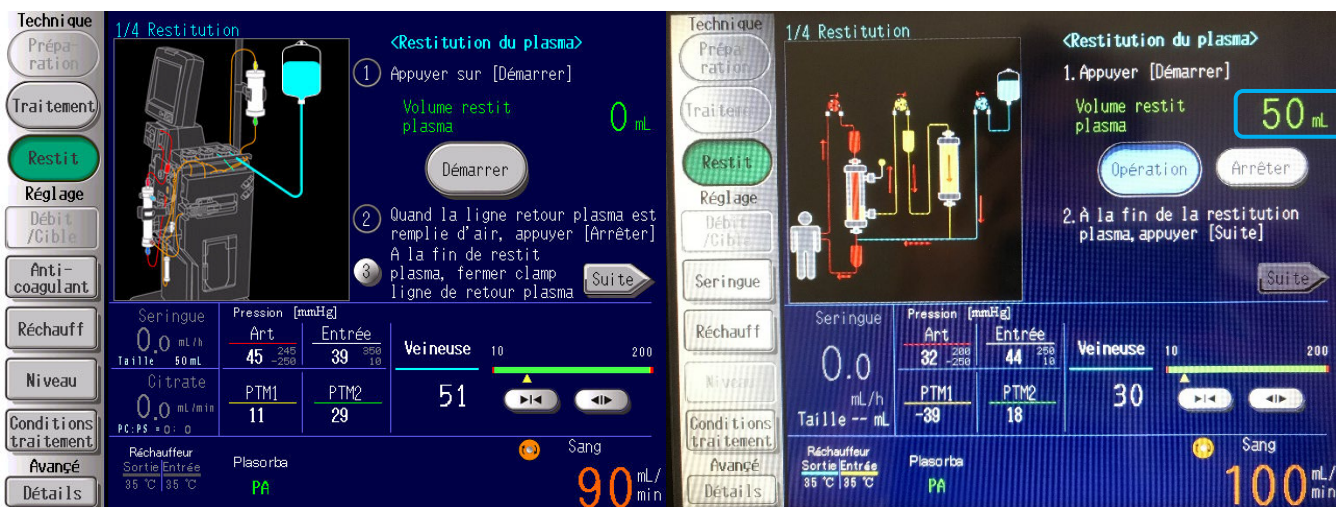 Technique
Prépa-
ration
Traitement
Restit
Réglage
Débit
/Cible
Anti-
coagulant
Réchauff
Niveau
Conditions
traitement
Avançé
Détails
1/4 Restitution
<Restitution du plasma>
1 Appuyer sur [Démarrer]
Volume restit
plasma
0 mL
Démarrer
2 Quand la ligne retour plasma est
remplie d'air, appuyer [Arrêter]
3 A la fin de restit
plasma, fermer clamp
ligne de retour plasma
Suite
Seringue
0.0 mL/h
Taille 50 mL
Citrate
0.0 mL/min
PC:PS = 0: 0
Pression [mmHg]
Art
45 245 -250
Entrée
39 350 10
PTM1
11
PTM2
29
Veineuse
51
10 200
Réchauffeur
Sortie Entrée
35 °C 35 °C
Plasorba
PA
Sang
90 mL/
min
Technique
Prépa-
ration
Traitement
Restit
Réglage
Débit
/Cible
Seringue
Réchauff
Niveau
Conditions
traitement
Avançé
Détails
1/4 Restitution
<Restitution du plasma>
1. Appuyer [Démarrer]
Volume restit
plasma
50 mL
Opération
Arrêter
2. À la fin de la restitution
plasma, appuyer [Suite]
Suite
Seringue
0.0
mL/h
Taille -- mL
Pression [mmHg]
Art
32 200 -250
Entrée
44 250 10
PTM1
-39
PTM2
18
Veineuse
30
10 200
Réchauffeur
Sortie Entrée
35 °C 35 °C
Plasorba
PA
Sang
100 mL/
min